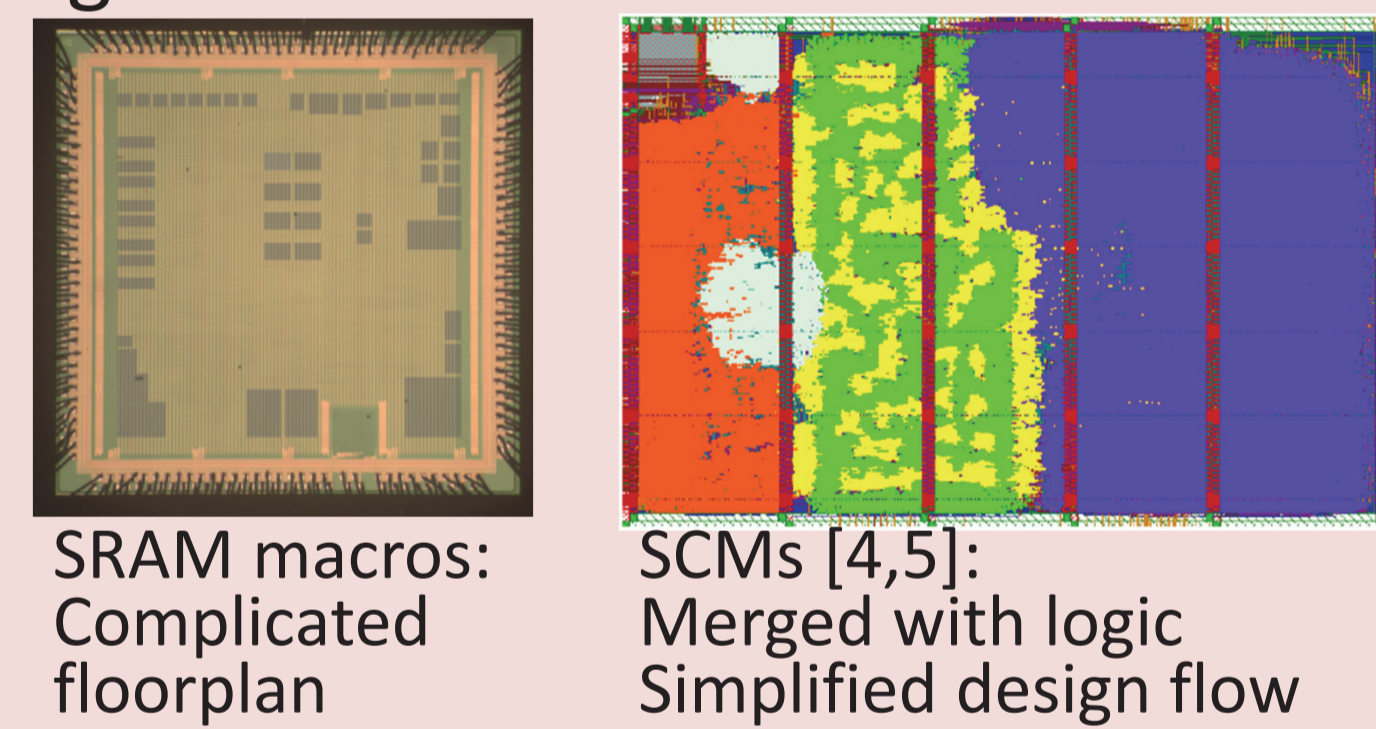 SRAM macros:
Complicated
floorplan
SCMs [4,5]:
Merged with logic
Simplified design flow